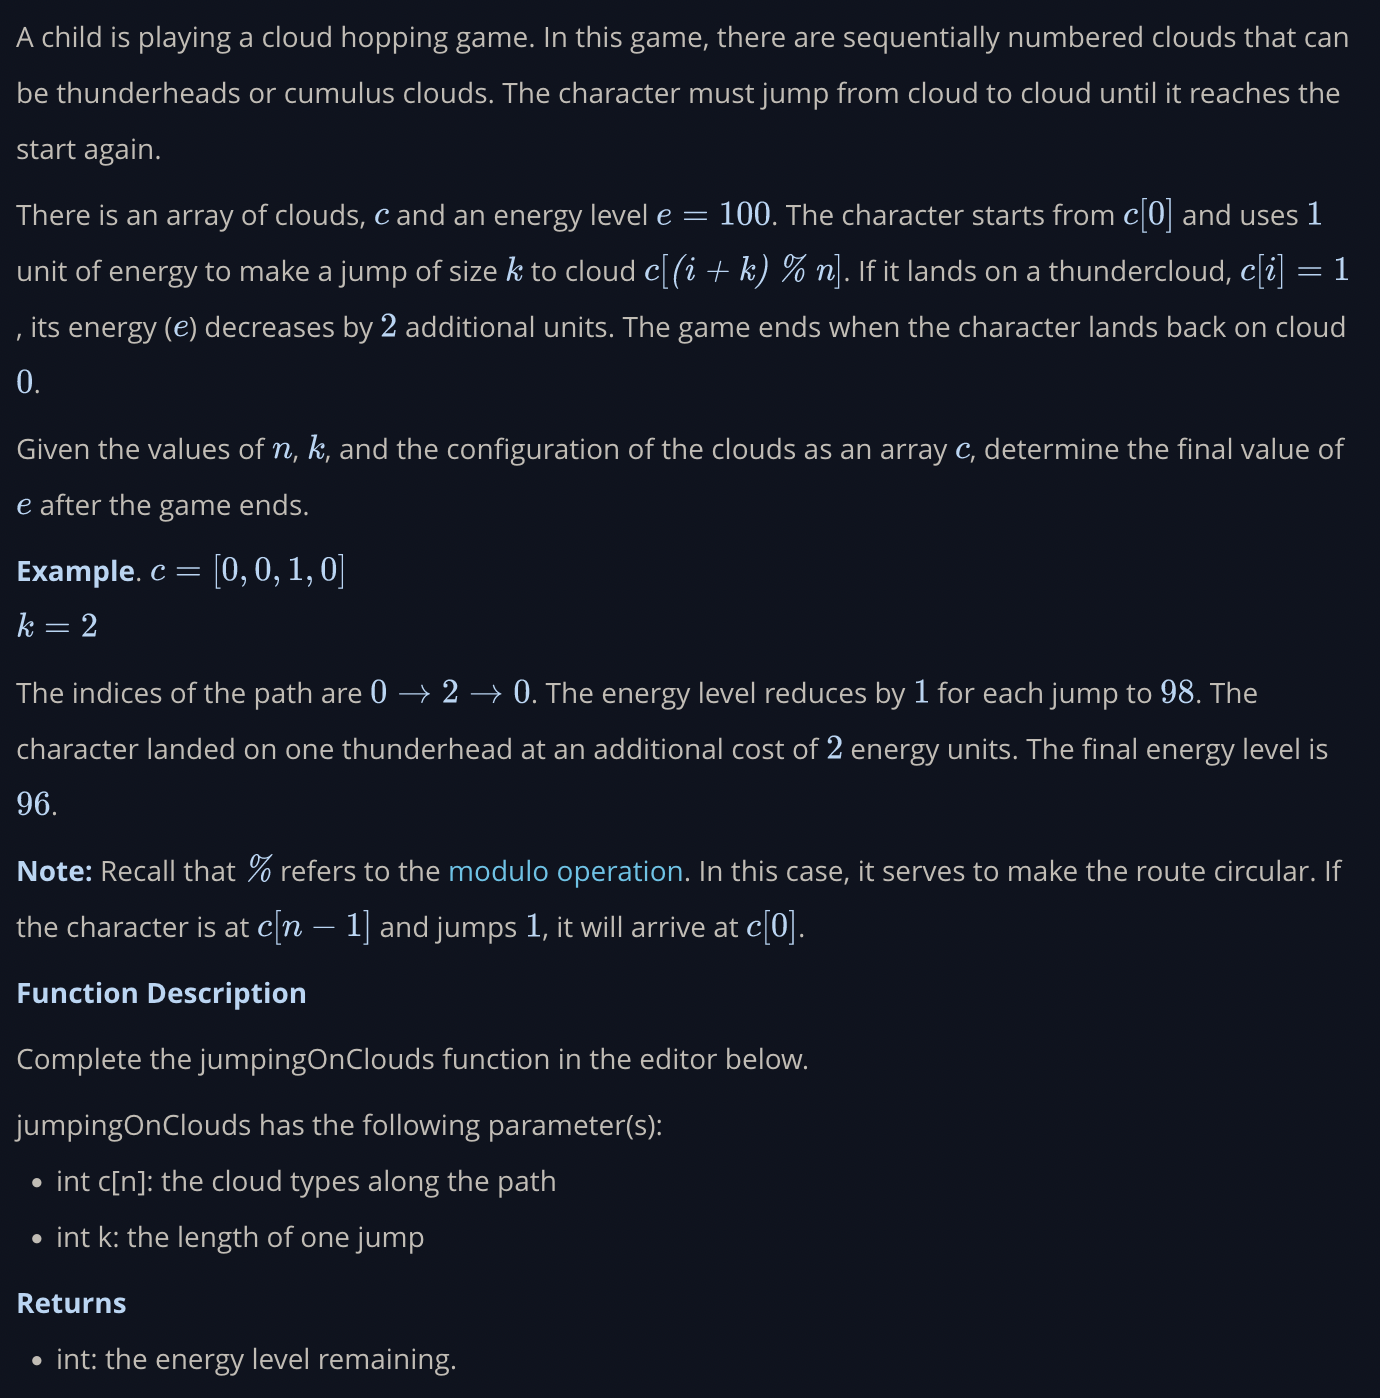 A child is playing a cloud hopping game. In this game, there are sequentially numbered clouds that can
be thunderheads or cumulus clouds. The character must jump from cloud to cloud until it reaches the
start again.
There is an array of clouds, c and an energy level e = 100. The character starts from c[0] and uses 1
unit of energy to make a jump of size k to cloud c[(i + k) % n]. If it lands on a thundercloud, c[i] = 1
, its energy (e) decreases by 2 additional units. The game ends when the character lands back on cloud
0.
Given the values of n, k, and the configuration of the clouds as an array c, determine the final value of
e after the game ends.
Example. c = [0, 0, 1, 0]
k = 2
The indices of the path are 0 → 2 → 0. The energy level reduces by 1 for each jump to 98. The
character landed on one thunderhead at an additional cost of 2 energy units. The final energy level is
96.
Note: Recall that % refers to the modulo operation. In this case, it serves to make the route circular. If
the character is at c[n − 1] and jumps 1, it will arrive at c[0].
Function Description
Complete the jumpingOnClouds function in the editor below.
jumpingOnClouds has the following parameter(s):
• int c[n]: the cloud types along the path
• int k: the length of one jump
Returns
• int: the energy level remaining.